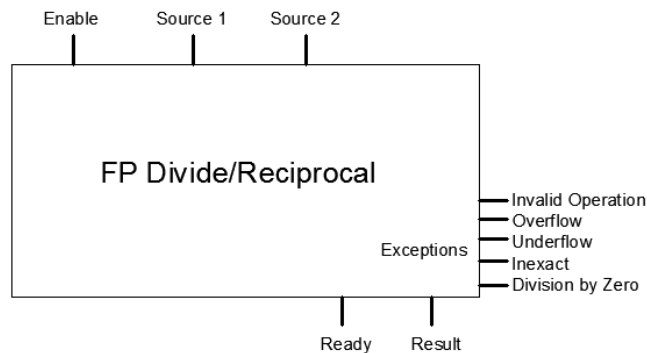 Enable Source 1 Source 2
FP Divide/Reciprocal
Invalid Operation
Overflow
Underflow
Exceptions
Inexact
Division by Zero
Ready Result